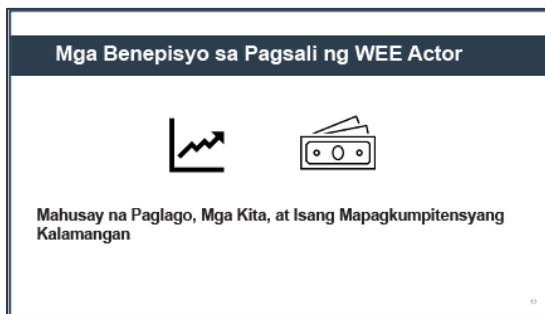 Mga Benepisyo sa Pagsali ng WEE Actor
Mahusay na Paglago, Mga Kita, at Isang Mapagkumpitensyang
Kalamangan